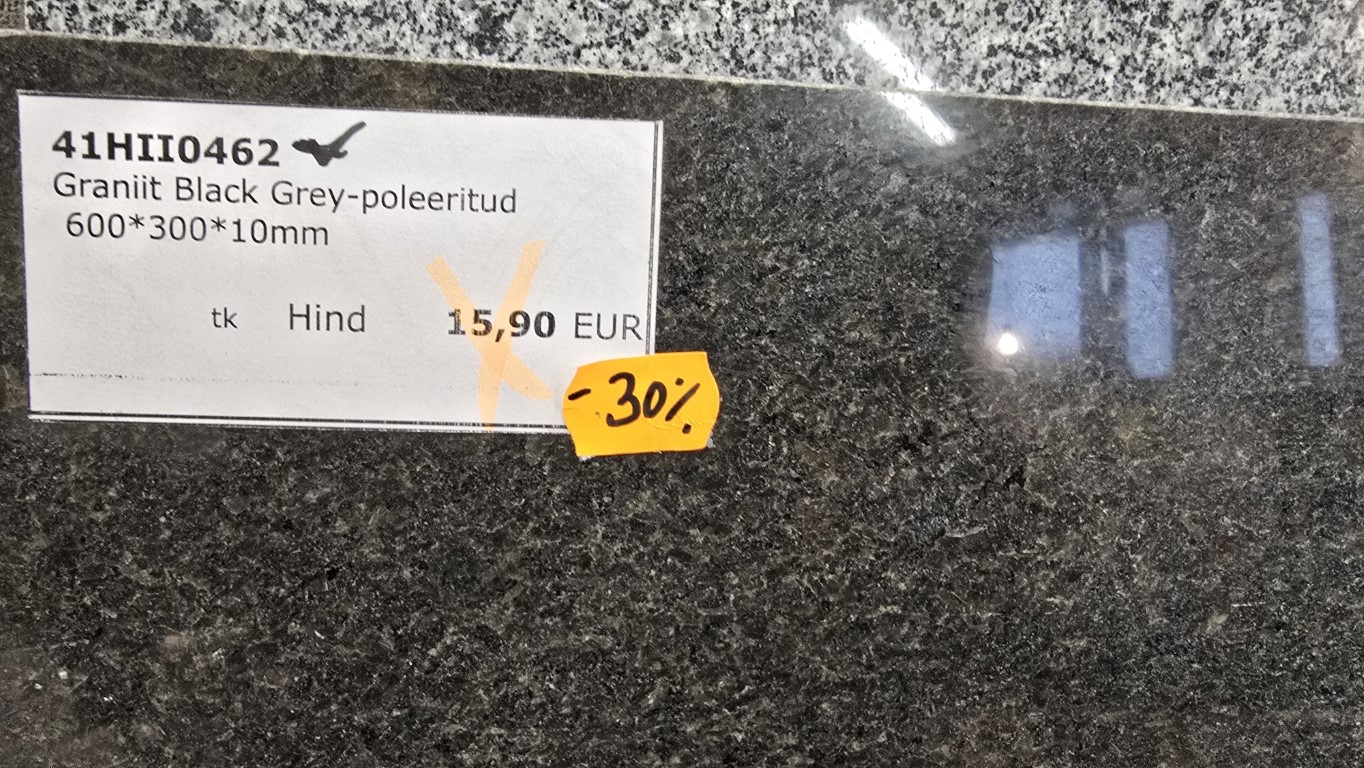 41HII0462
Graniit Black Grey-poleeritud
600*300*10mm
tk Hind 15,90 EUR
-30%